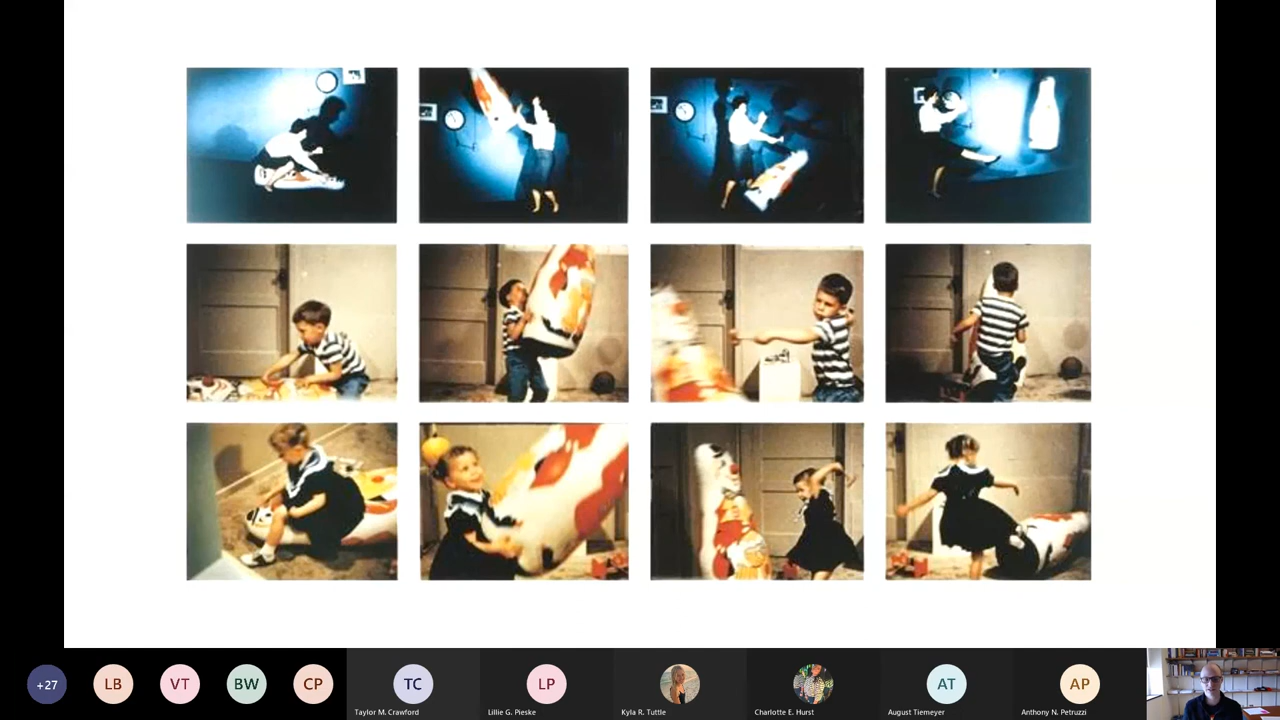 +27
LB
VT
BW
CP
TC
LP
AT
AP
Taylor M. Crawford
Lillie G. Pieske
Kyla R. Tuttle
Charlotte E. Hurst
August Tiemeyer
Anthony N. Petruzzi